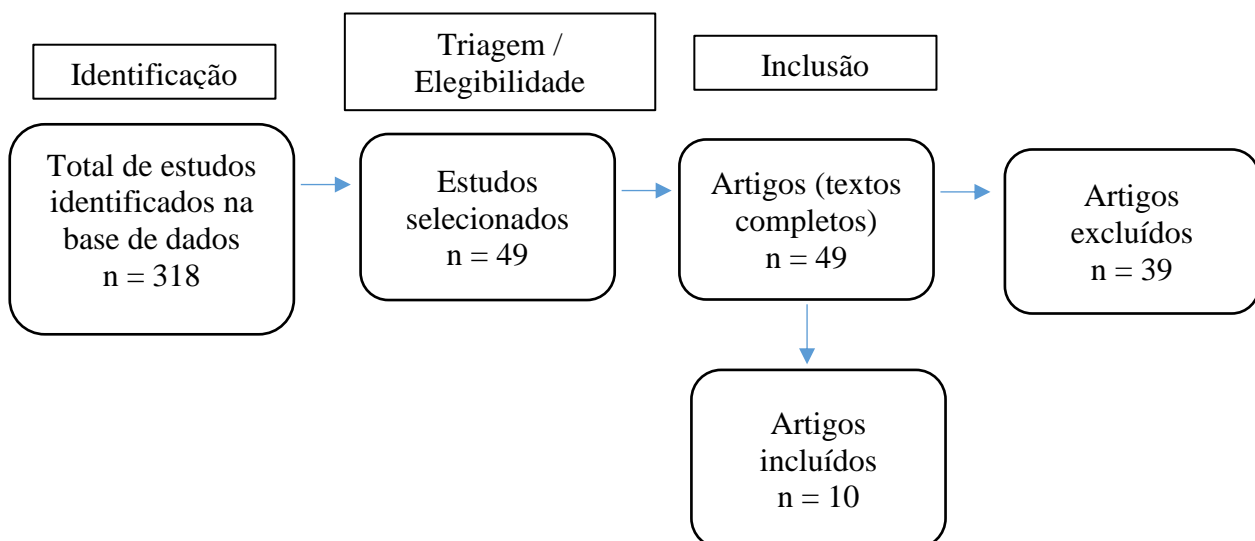 Identificação
Triagem /
Elegibilidade
Inclusão
Total de estudos
identificados na
base de dados
n = 318
Estudos
selecionados
n = 49
Artigos (textos
completos)
n = 49
Artigos
excluídos
n = 39
Artigos
incluídos
n = 10